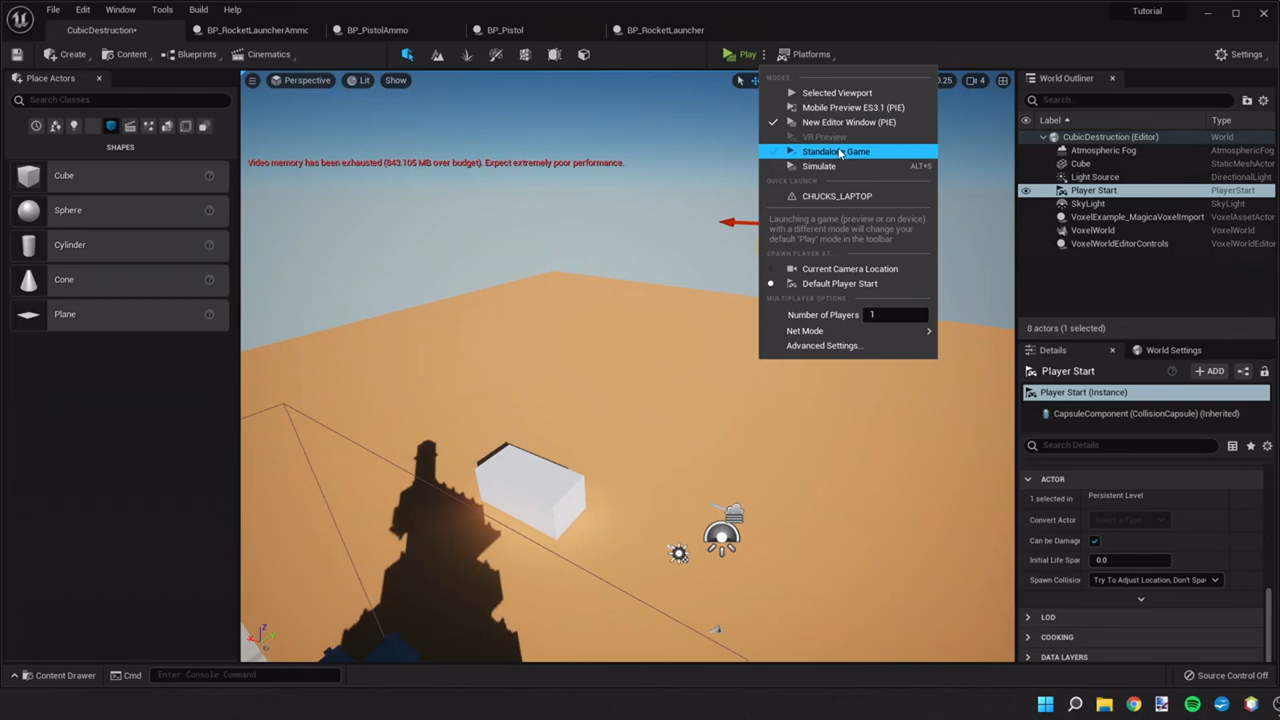 File Edit Window Tools Build Help
Tutorial
CubicDestruction•
BP_RocketLauncherAmmc
BP_PistolAmmo
BP_Pistol
BP_RocketLauncher
Create
Content
Blueprints
Cinematics
Play
Platforms
Settings
Place Actors
Search Classes
SHAPES
Cube
Sphere
Cylinder
Cone
Plane
Perspective
Lit
Show
0.25
4
Video memory has been exhausted (843.105 MB over budget). Expect extremely poor performance.
MODES
Selected Viewport
Mobile Preview ES3.1 (PIE)
New Editor Window (PIE)
VR Preview
Standalone Game
Simulate ALT+S
QUICK LAUNCH
CHUCKS_LAPTOP
Launching a game (preview or on device)
with a different mode will change your
default 'Play' mode in the toolbar
SPAWN PLAYER AT...
Current Camera Location
Default Player Start
MULTIPLAYER OPTIONS
Number of Players 1
Net Mode
Advanced Settings...
World Outliner
Search...
Label Type
CubicDestruction (Editor) World
Atmospheric Fog AtmosphericFog
Cube StaticMeshActor
Light Source DirectionalLight
Player Start PlayerStart
SkyLight SkyLight
VoxelExample_MagicaVoxelImport VoxelAssetActor
VoxelWorld VoxelWorld
VoxelWorldEditorControls VoxelWorldEditor
8 actors (1 selected)
Details
World Settings
Player Start
ADD
Player Start (Instance)
CapsuleComponent (CollisionCapsule) (Inherited)
Search Details
ACTOR
1 selected in Persistent Level
Convert Actor Select a Type
Can be Damag
Initial Life Spar 0.0
Spawn Collision Try To Adjust Location, Don't Spav
LOD
COOKING
DATA LAYERS
X Y Z
Content Drawer
Cmd
Enter Console Command
Source Control Off